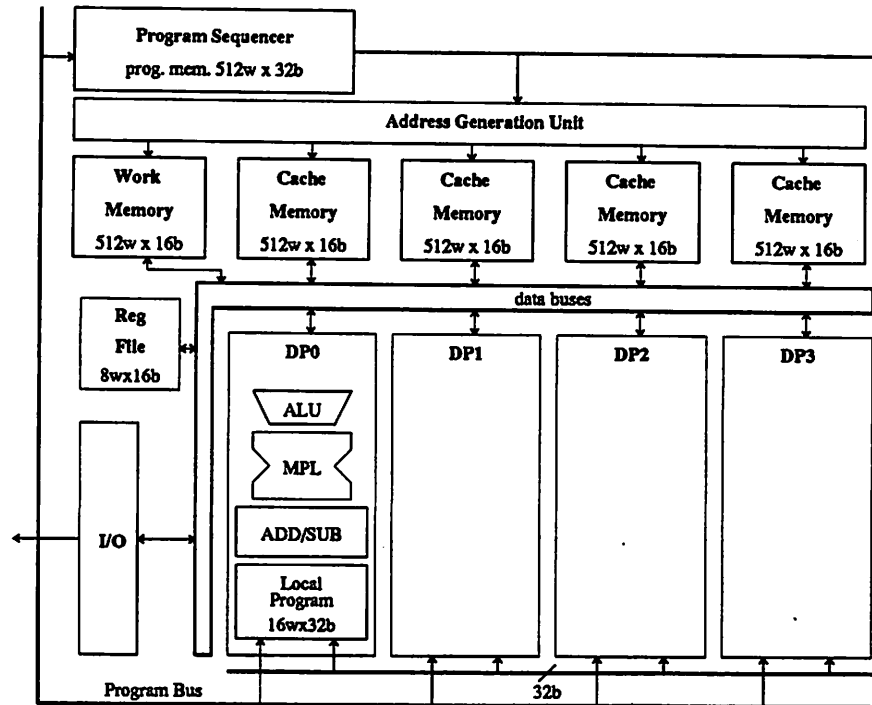 Program Sequencer
prog. mem. 512w x 32b
Address Generation Unit
Work
Memory
512w x 16b
Cache
Memory
512w x 16b
Cache
Memory
512w x 16b
Cache
Memory
512w x 16b
Cache
Memory
512w x 16b
data buses
Reg
File
8wx16b
I/O
DP0
ALU
MPL
ADD/SUB
Local
Program
16wx32b
DP1
DP2
DP3
Program Bus
32b